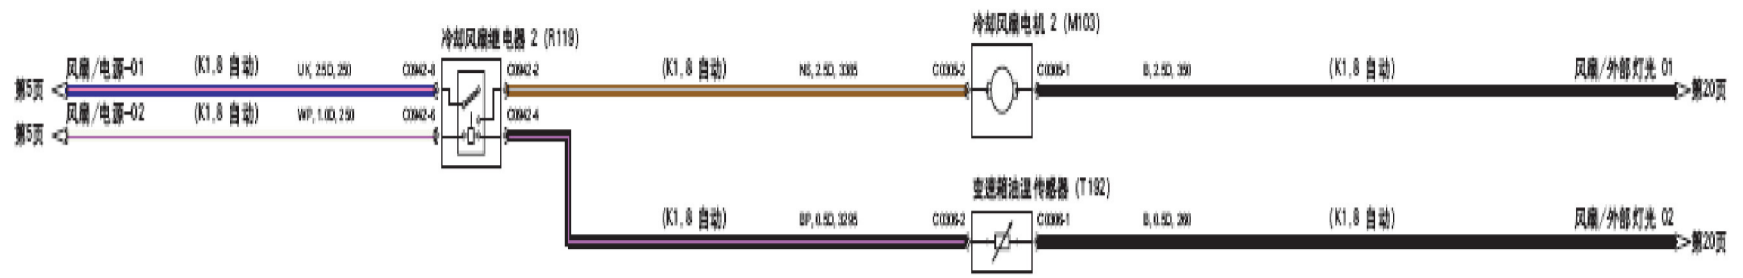 冷却风扇电机 2 (M103)
冷却风扇继电器 2 (R119)
风扇/电源-01 (K1,8 自动) UK, 2.5D, 250 C0942-8 C0942-2 (K1,8 自动) NS, 2.5D, 3385 C0305-2 C0305-1 B, 2.5D, 350 (K1,8 自动) 风扇/外部灯光 01
第5页 第20页
风扇/电源-02 (K1,8 自动) WP, 1.0D, 250 C0942-6 C0942-4
第5页
变速箱油温传感器 (T192)
(K1,8 自动) BP, 0.5D, 3295 C0306-2 C0306-1 B, 0.5D, 260 (K1,8 自动) 风扇/外部灯光 02
第20页